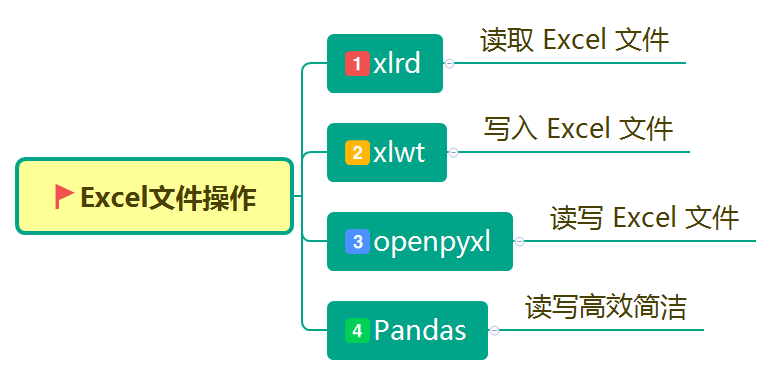 Excel文件操作
1 xlrd
读取 Excel 文件
2 xlwt
写入 Excel 文件
3 openpyxl
读写 Excel 文件
4 Pandas
读写高效简洁